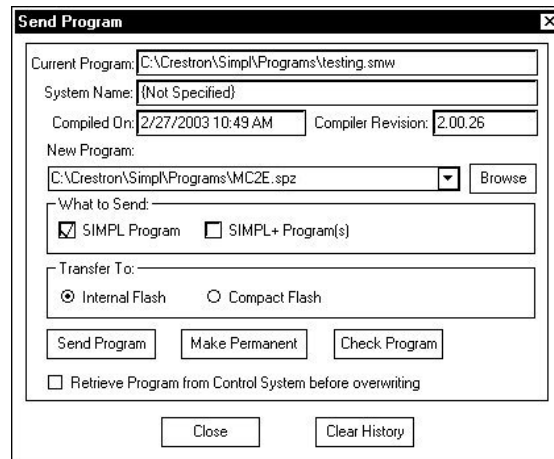 Send Program
Current Program: C:\Crestron\Simpl\Programs\testing.smw
System Name: {Not Specified}
Compiled On: 2/27/2003 10:49 AM Compiler Revision: 2.00.26
New Program:
C:\Crestron\Simpl\Programs\MC2E.spz Browse
What to Send:
SIMPL Program SIMPL+ Program(s)
Transfer To:
Internal Flash Compact Flash
Send Program Make Permanent Check Program
Retrieve Program from Control System before overwriting
Close Clear History